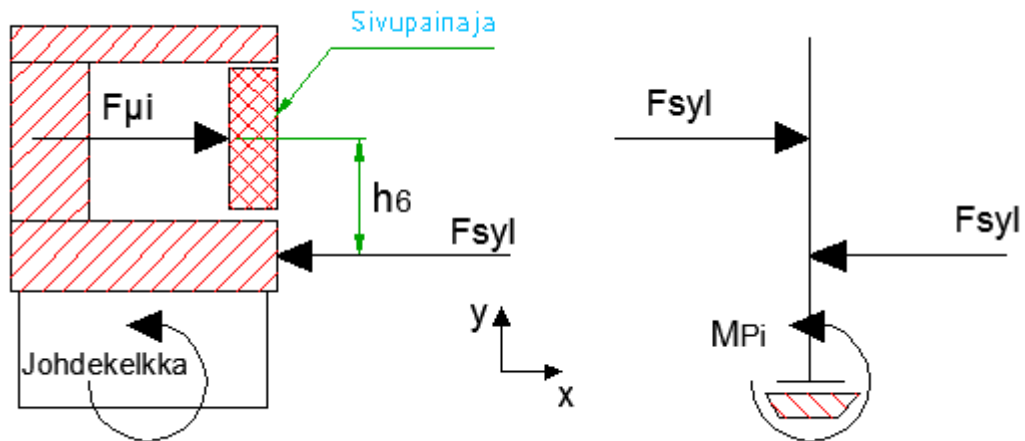 Sivupainaja
Fμi
h6
Fsyl
Johdekelkka
y
x
Fsyl
Fsyl
MPi